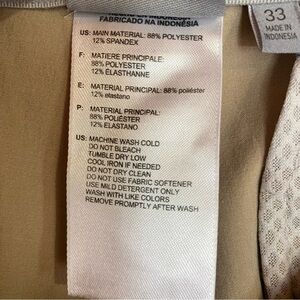 FABRICADO NA INDONÉSIA
US: MAIN MATERIAL: 88% POLYESTER
12% SPANDEX
F: MATIERE PRINCIPALE:
88% POLYESTER
12% ÉLASTHANNE
E: MATERIAL PRINCIPAL: 88% poliéster
12% elastano
P: MATERIAL PRINCIPAL:
88% POLIÉSTER
12% ELASTANO
US: MACHINE WASH COLD
DO NOT BLEACH
TUMBLE DRY LOW
COOL IRON IF NEEDED
DO NOT DRY CLEAN
DO NOT USE FABRIC SOFTENER
USE MILD DETERGENT ONLY
WASH WITH LIKE COLORS
REMOVE PROMPTLY AFTER WASH
33
MADE IN
INDONESIA